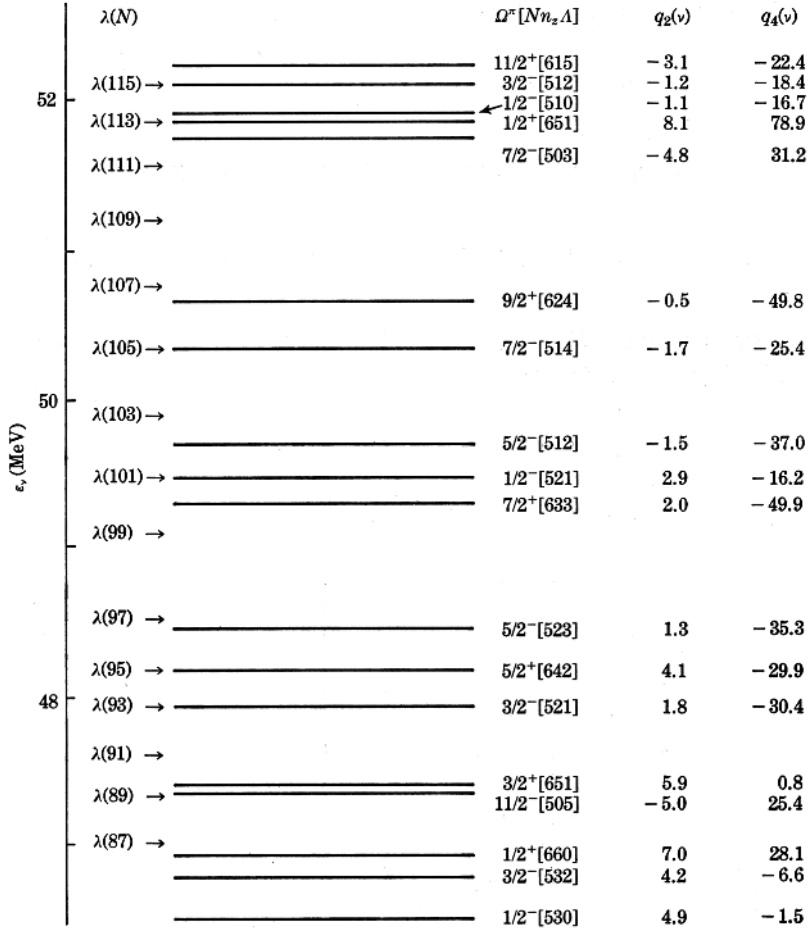 λ(N) Ω^π[Nn_zΛ] q₂(ν) q₄(ν)
11/2⁺[615] −3.1 −22.4
λ(115)→ 3/2⁻[512] −1.2 −18.4
52 1/2⁻[510] −1.1 −16.7
λ(113)→ 1/2⁺[651] 8.1 78.9
7/2⁻[503] −4.8 31.2
λ(111)→
λ(109)→
λ(107)→
9/2⁺[624] −0.5 −49.8
λ(105)→ 7/2⁻[514] −1.7 −25.4
50
λ(103)→
5/2⁻[512] −1.5 −37.0
ε_ν(MeV)
λ(101)→ 1/2⁻[521] 2.9 −16.2
7/2⁺[633] 2.0 −49.9
λ(99) →
λ(97) →
5/2⁻[523] 1.3 −35.3
λ(95) → 5/2⁺[642] 4.1 −29.9
48 λ(93) → 3/2⁻[521] 1.8 −30.4
λ(91) →
3/2⁺[651] 5.9 0.8
λ(89) → 11/2⁻[505] −5.0 25.4
λ(87) →
1/2⁺[660] 7.0 28.1
3/2⁻[532] 4.2 −6.6
1/2⁻[530] 4.9 −1.5